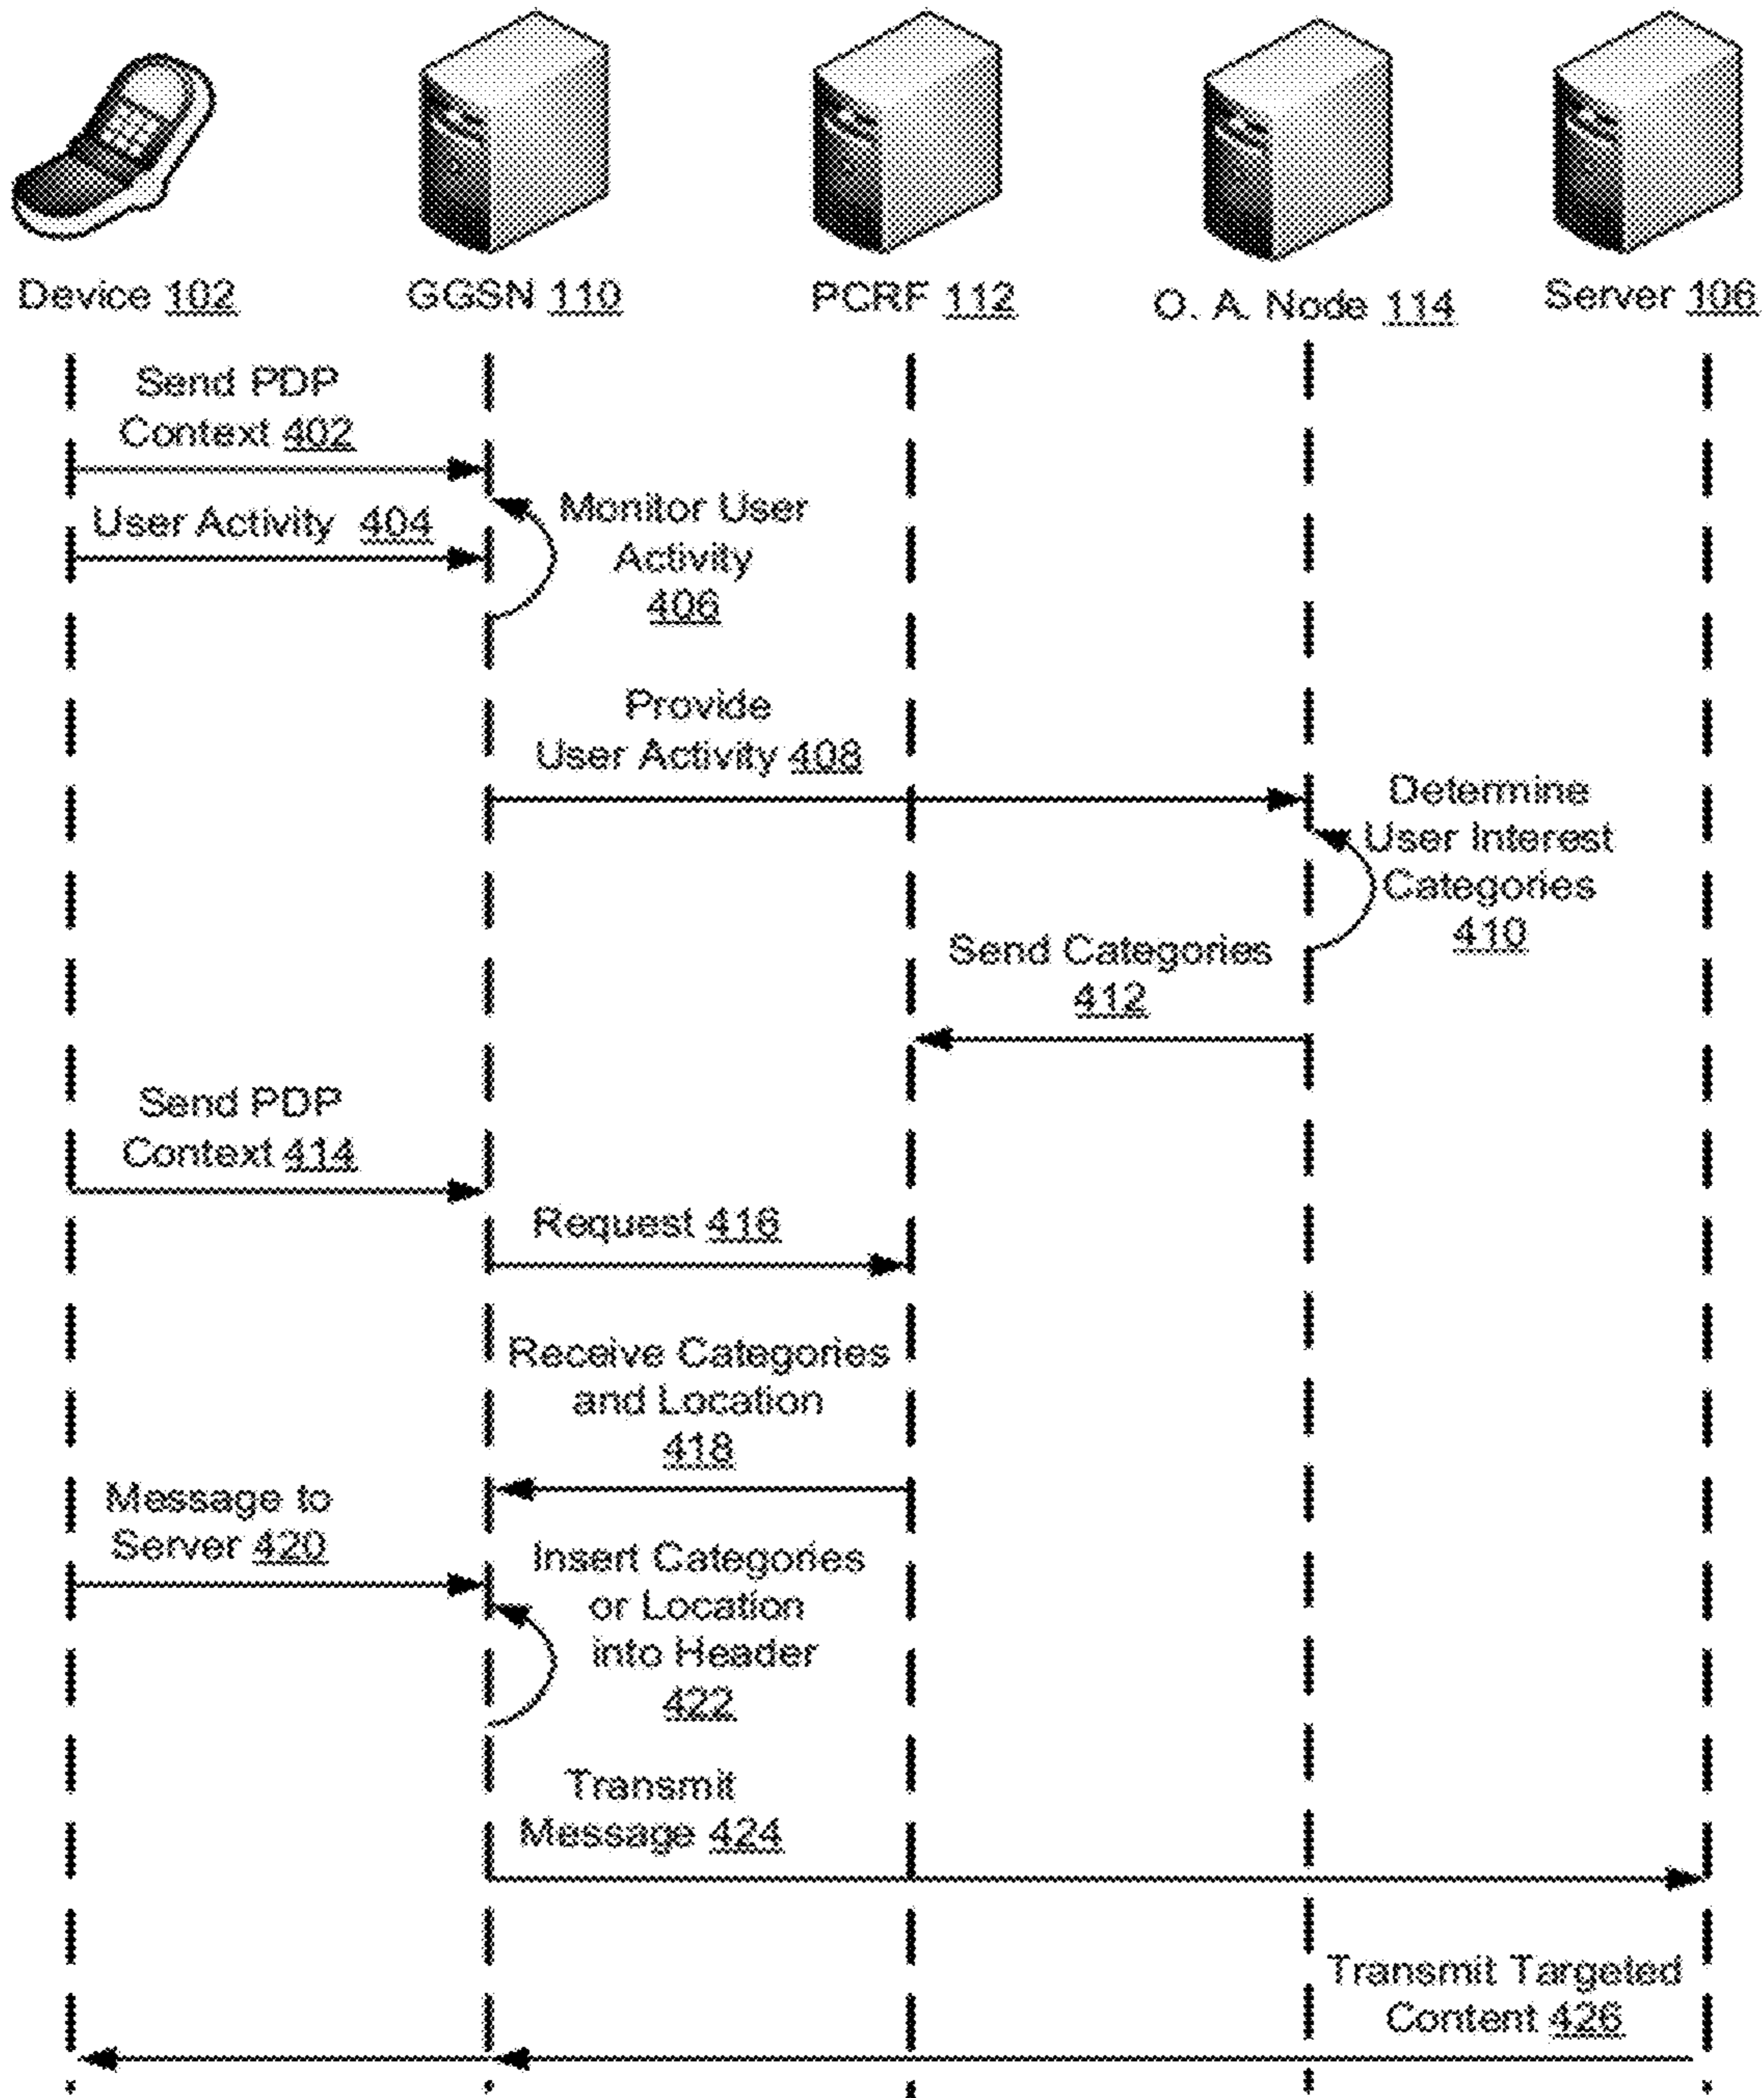 Device 102
GGSN 110
PCRF 112
O. A. Node 114
Server 106
Send PDP
Context 402
User Activity 404
Monitor User
Activity
406
Provide
User Activity 408
Determine
User Interest
Categories
410
Send Categories
412
Send PDP
Context 414
Request 416
Receive Categories
and Location
418
Message to
Server 420
Insert Categories
or Location
into Header
422
Transmit
Message 424
Transmit Targeted
Content 426